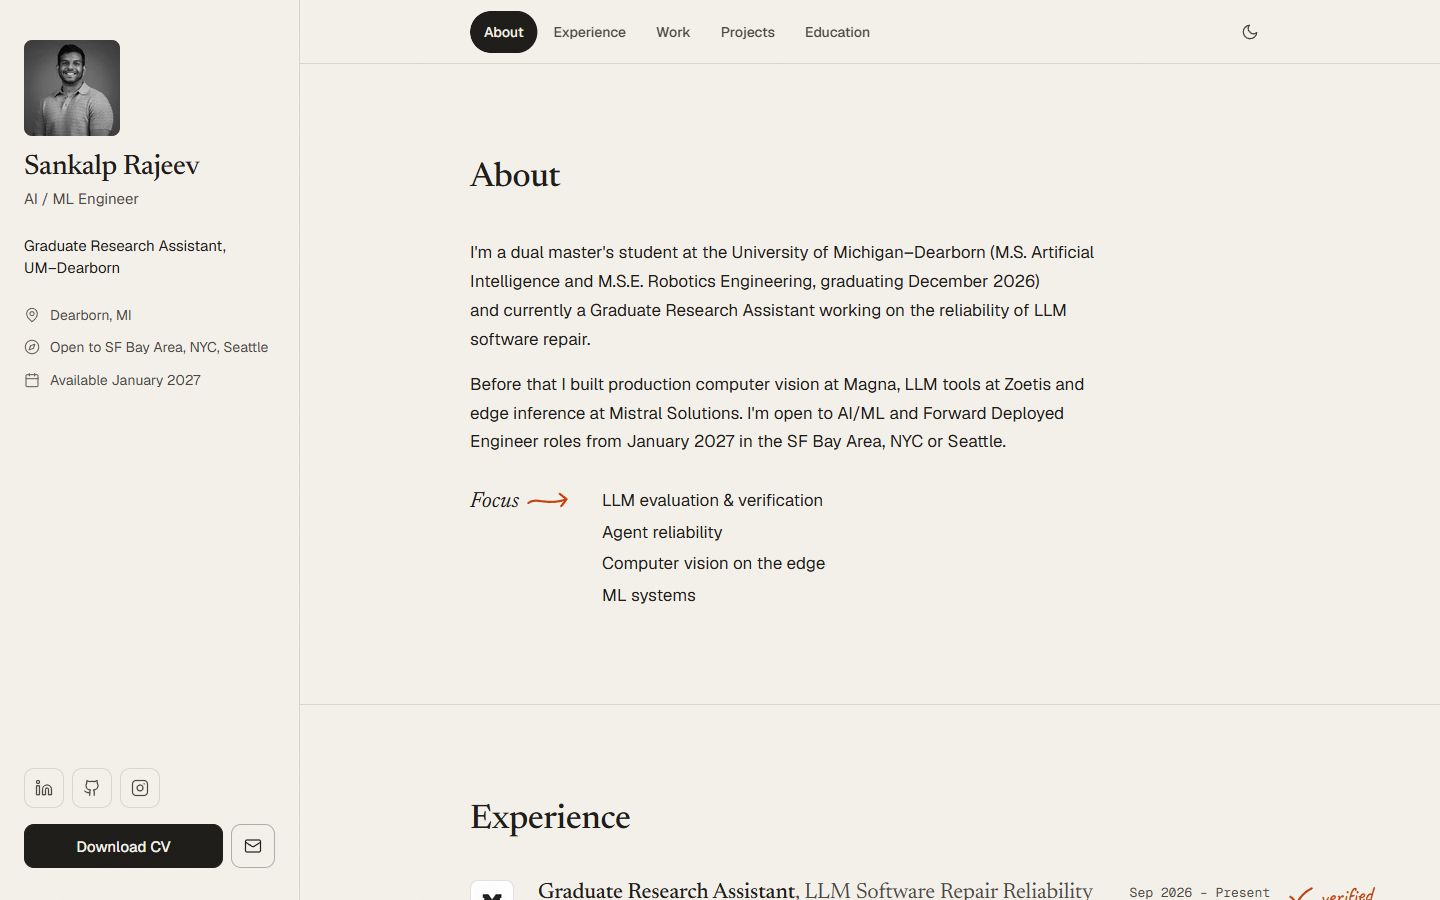 About
Experience
Work
Projects
Education
Sankalp Rajeev
AI / ML Engineer
Graduate Research Assistant,
UM–Dearborn
Dearborn, MI
Open to SF Bay Area, NYC, Seattle
Available January 2027
Download CV
About
I'm a dual master's student at the University of Michigan–Dearborn (M.S. Artificial
Intelligence and M.S.E. Robotics Engineering, graduating December 2026)
and currently a Graduate Research Assistant working on the reliability of LLM
software repair.
Before that I built production computer vision at Magna, LLM tools at Zoetis and
edge inference at Mistral Solutions. I'm open to AI/ML and Forward Deployed
Engineer roles from January 2027 in the SF Bay Area, NYC or Seattle.
Focus
LLM evaluation & verification
Agent reliability
Computer vision on the edge
ML systems
Experience
Graduate Research Assistant, LLM Software Repair Reliability
Sep 2026 – Present
verified